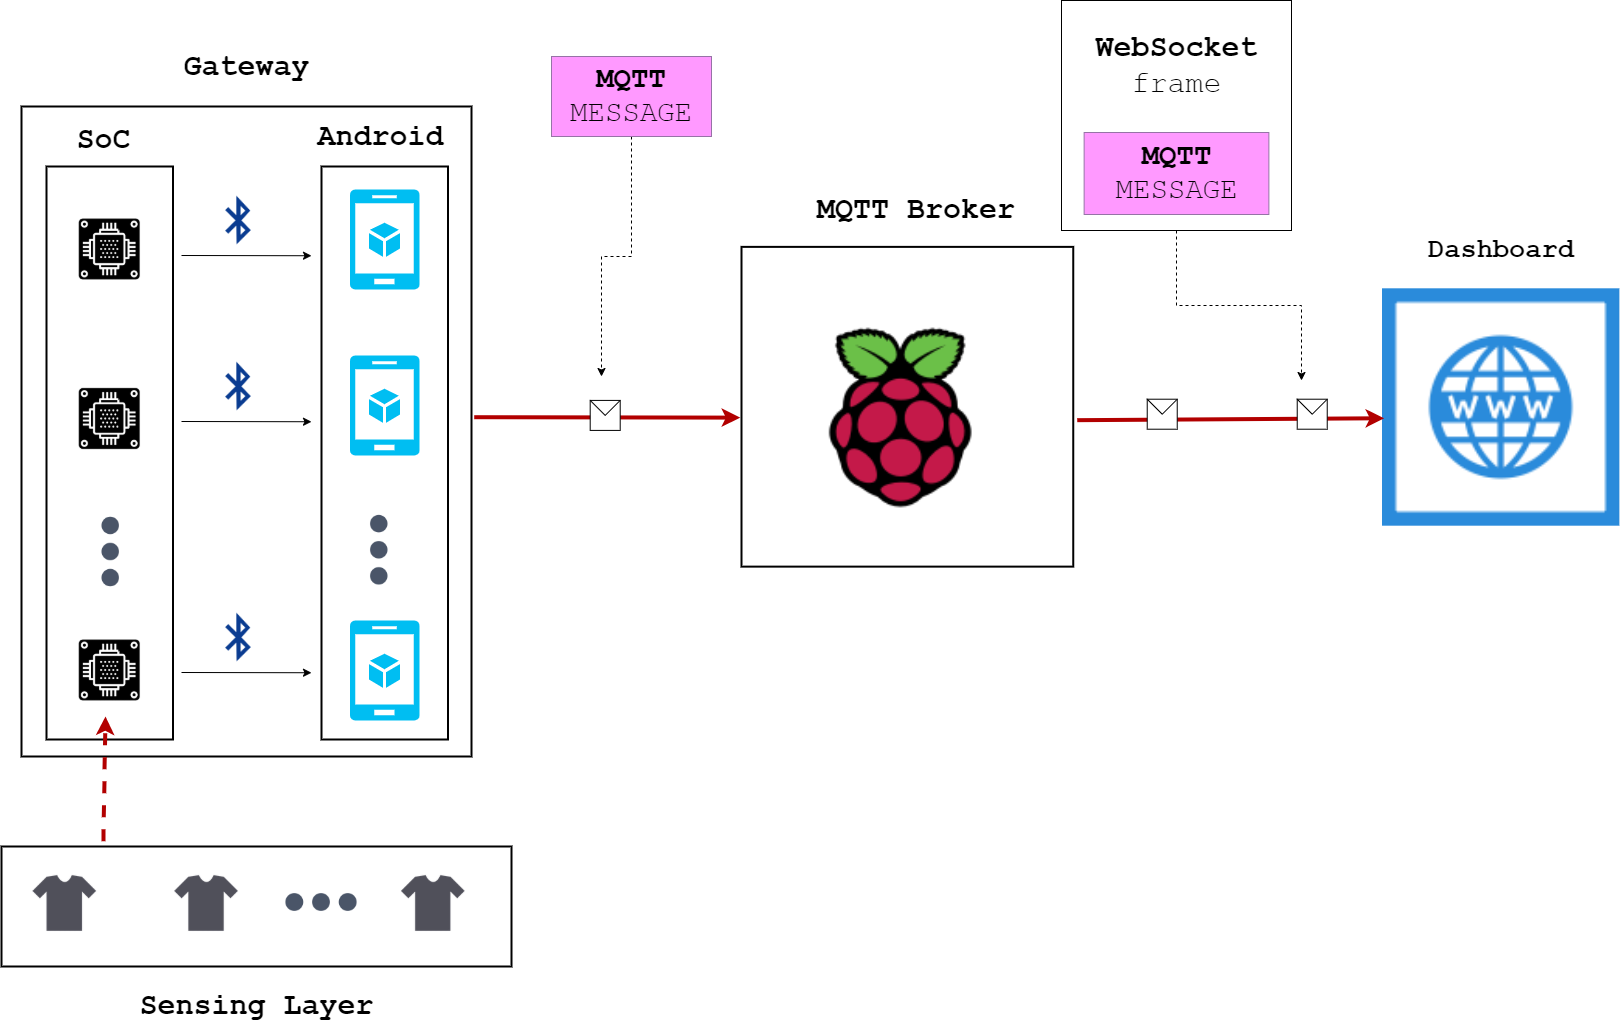 Gateway
SoC
Android
MQTT
MESSAGE
MQTT Broker
WebSocket
frame
MQTT
MESSAGE
Dashboard
WWW
Sensing Layer